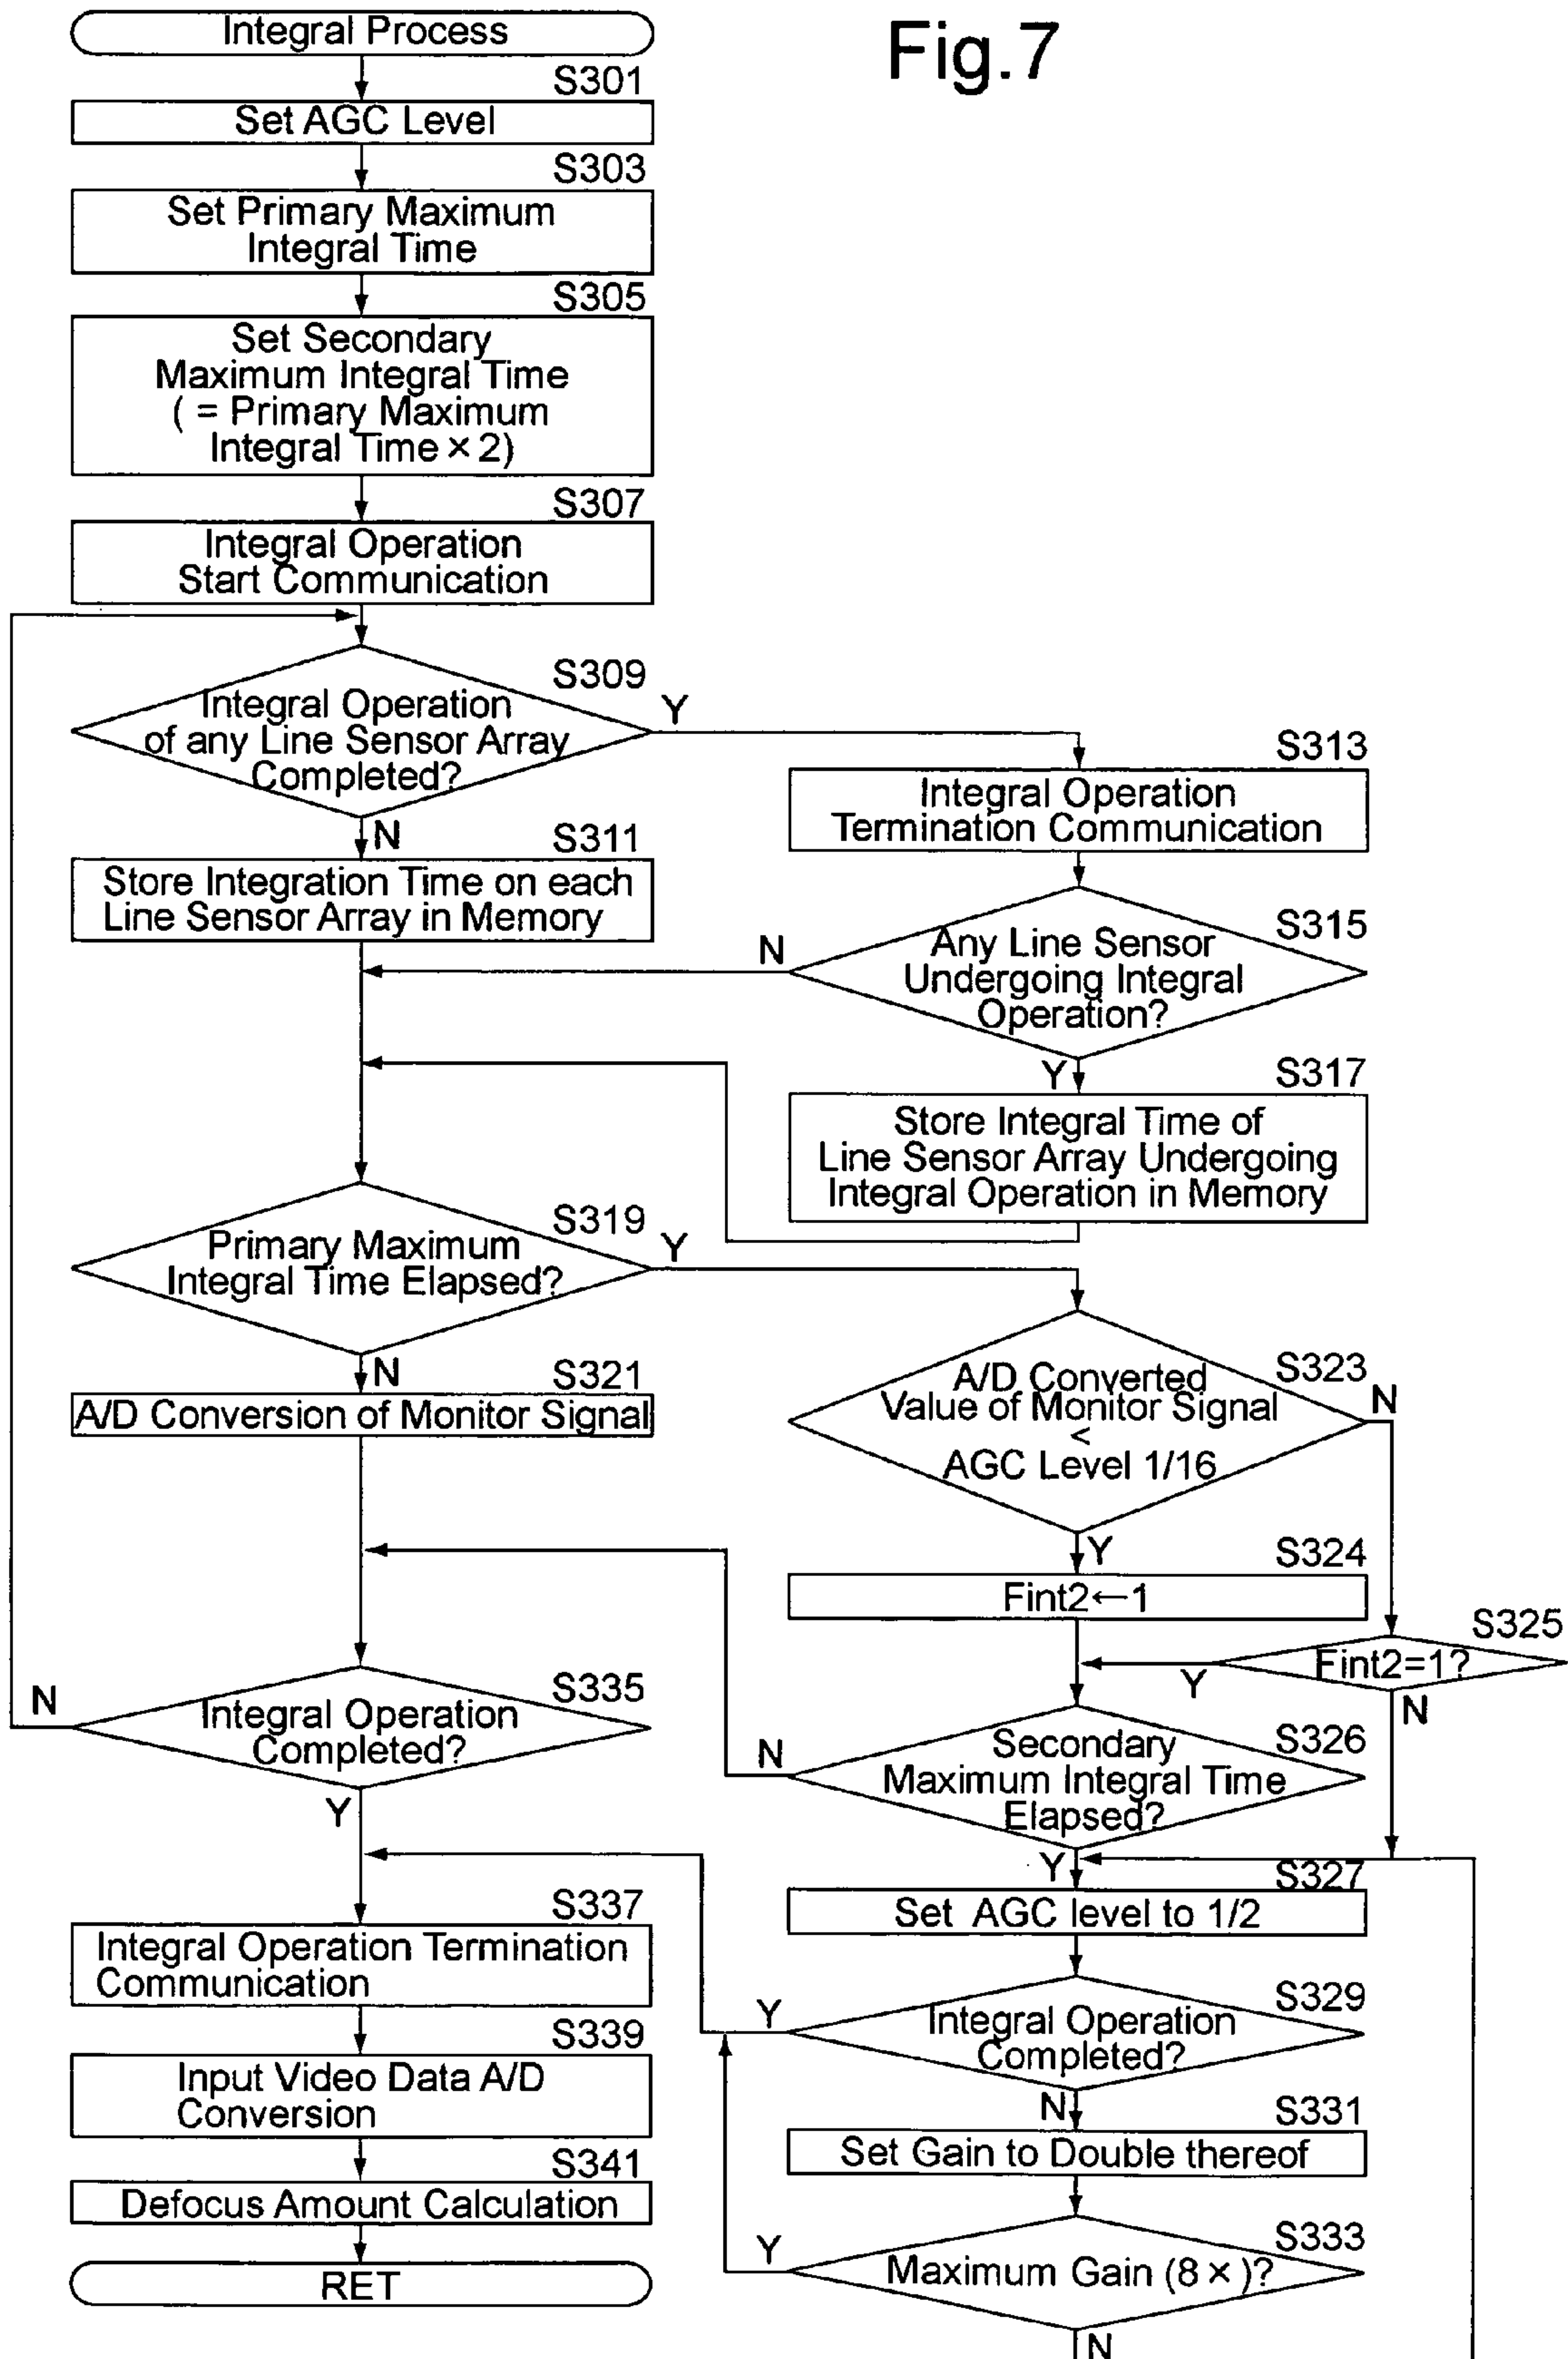 Fig.7
Integral Process
S301
Set AGC Level
S303
Set Primary Maximum
Integral Time
S305
Set Secondary
Maximum Integral Time
( = Primary Maximum
Integral Time × 2)
S307
Integral Operation
Start Communication
S309
Integral Operation
of any Line Sensor Array
Completed?
Y
N
S311
Store Integration Time on each
Line Sensor Array in Memory
S313
Integral Operation
Termination Communication
S315
Any Line Sensor
Undergoing Integral
Operation?
N
Y
S317
Store Integral Time of
Line Sensor Array Undergoing
Integral Operation in Memory
S319
Primary Maximum
Integral Time Elapsed?
Y
N
S321
A/D Conversion of Monitor Signal
S323
A/D Converted
Value of Monitor Signal
<
AGC Level 1/16
N
Y
S324
Fint2←1
S325
Fint2=1?
Y
N
S326
Secondary
Maximum Integral Time
Elapsed?
N
Y
S327
Set AGC level to 1/2
S329
Integral Operation
Completed?
Y
N
S331
Set Gain to Double thereof
S333
Maximum Gain (8 × )?
Y
N
S335
Integral Operation
Completed?
N
Y
S337
Integral Operation Termination
Communication
S339
Input Video Data A/D
Conversion
S341
Defocus Amount Calculation
RET